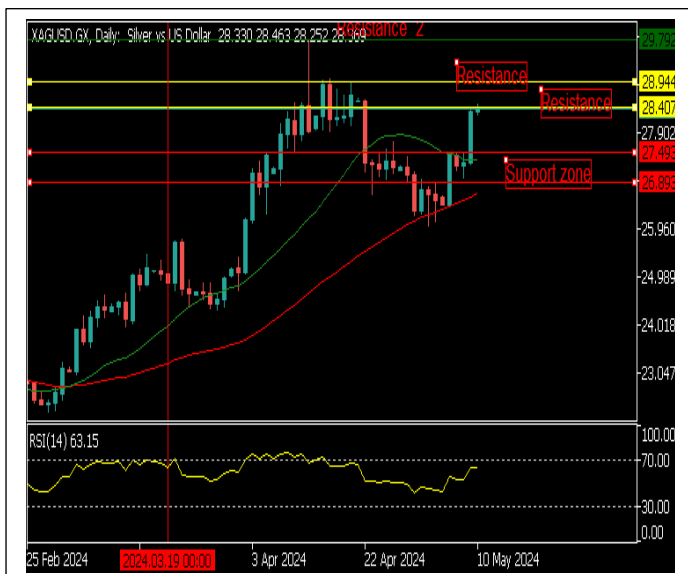 XAGUSD.GX, Daily: Silver vs US Dollar 28.330 28.463 28.252 28.369
Resistance 2
29.792
28.944
Resistance
28.407
Resistance
27.902
27.493
Support zone
26.893
25.960
24.989
24.018
23.047
RSI(14) 63.15
100.00
70.00
30.00
0.00
25 Feb 2024
2024.03.19 00:00
3 Apr 2024
22 Apr 2024
10 May 2024